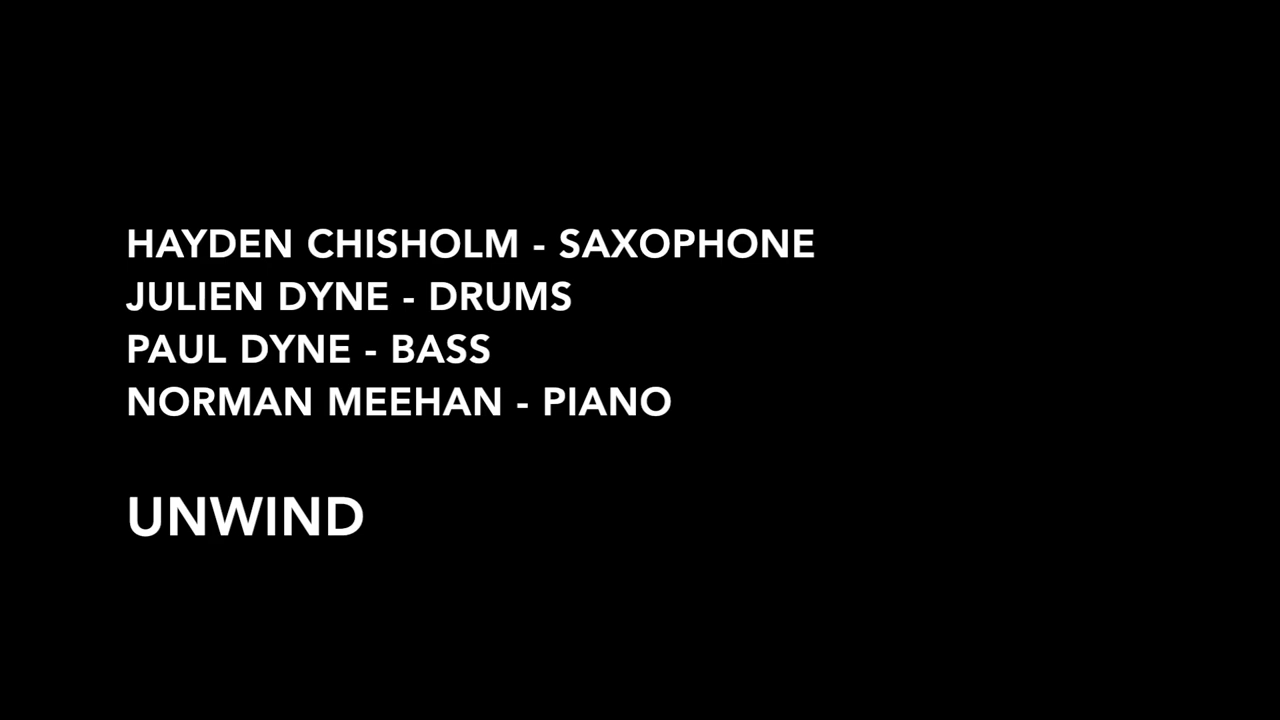 HAYDEN CHISHOLM - SAXOPHONE
JULIEN DYNE - DRUMS
PAUL DYNE - BASS
NORMAN MEEHAN - PIANO
UNWIND